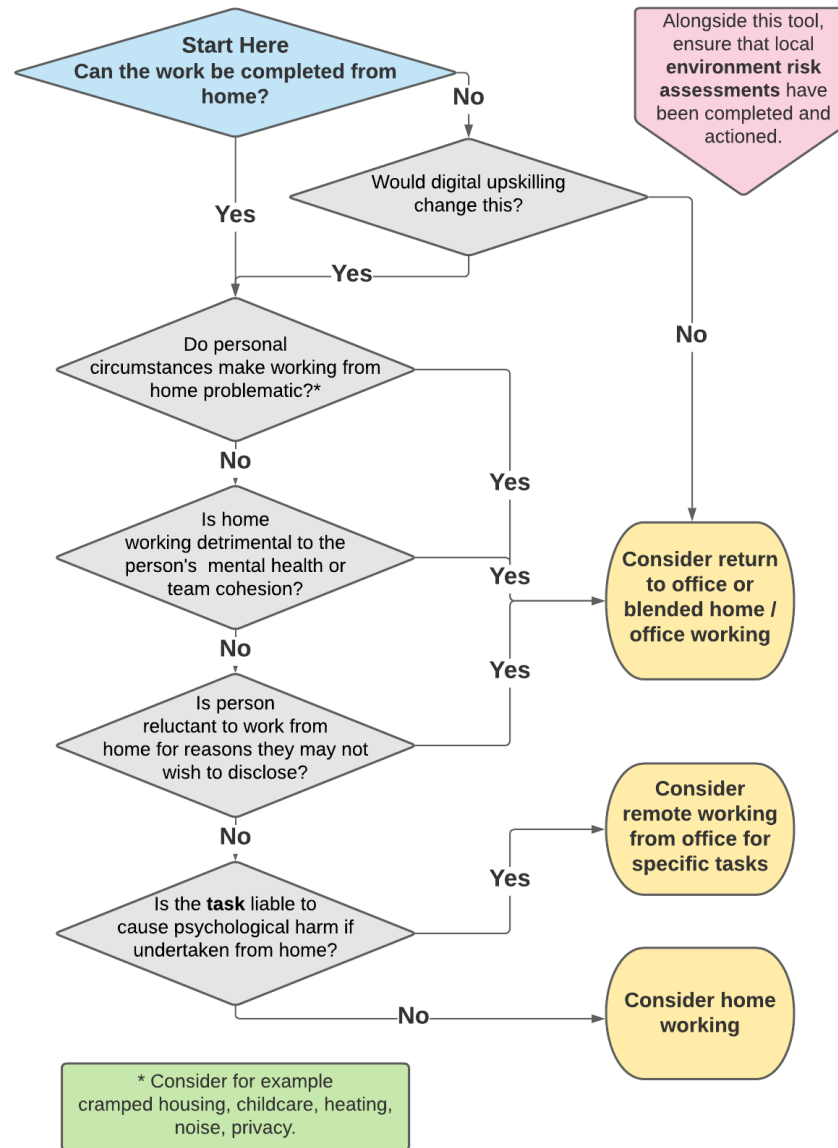 Start Here
Can the work be completed from
home?
Alongside this tool,
ensure that local
environment risk
assessments have
been completed and
actioned.
No
Would digital upskilling
change this?
Yes
Yes
No
Do personal
circumstances make working from
home problematic?*
No
Yes
Is home
working detrimental to the
person's  mental health or
team cohesion?
Yes
Consider return
to office or
blended home /
office working
No
Yes
Is person
reluctant to work from
home for reasons they may not
wish to disclose?
No
Consider
remote working
from office for
specific tasks
Is the task liable to
cause psychological harm if
undertaken from home?
Yes
No
Consider home
working
* Consider for example
cramped housing, childcare, heating,
noise, privacy.